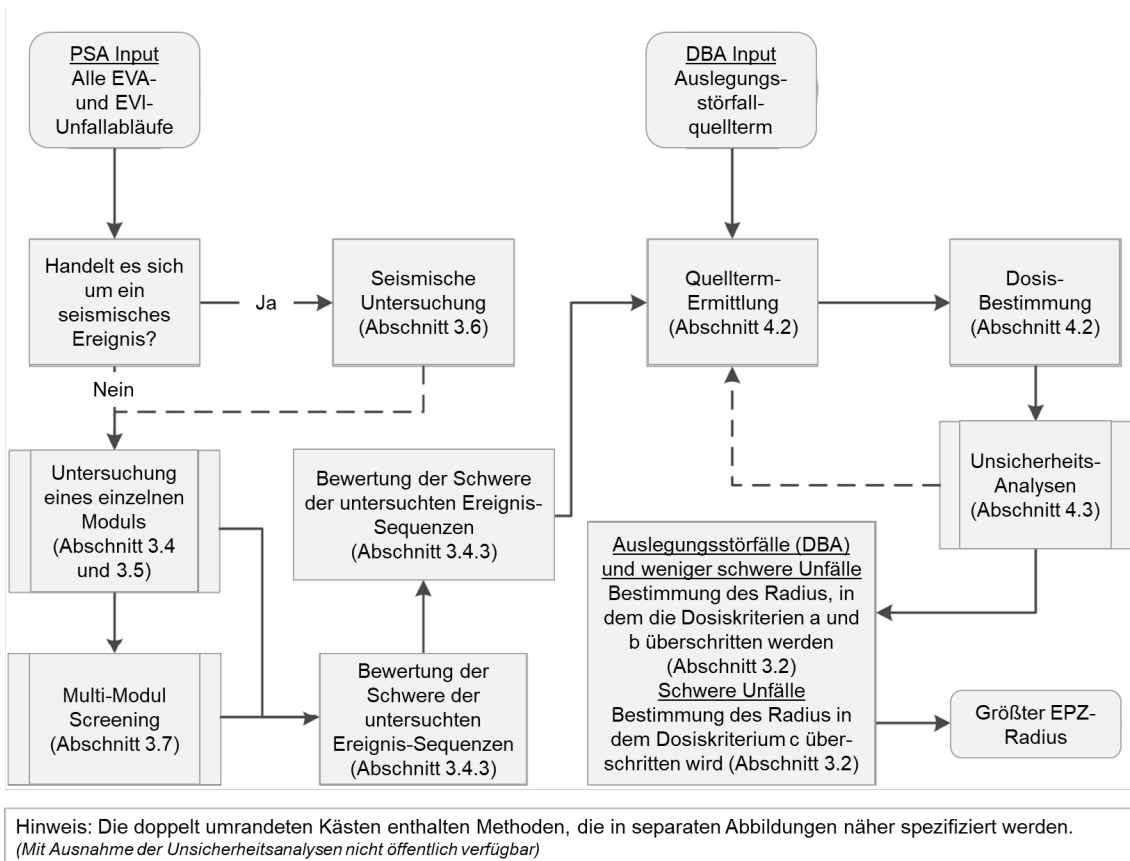 PSA Input
Alle EVA-
und EVI-
Unfallabläufe
DBA Input
Auslegungs-
störfall-
quellterm
Handelt es sich
um ein
seismisches
Ereignis?
Ja
Seismische
Untersuchung
(Abschnitt 3.6)
Quellterm-
Ermittlung
(Abschnitt 4.2)
Dosis-
Bestimmung
(Abschnitt 4.2)
Nein
Untersuchung
eines einzelnen
Moduls
(Abschnitt 3.4
und 3.5)
Bewertung der Schwere
der untersuchten Ereignis-
Sequenzen
(Abschnitt 3.4.3)
Unsicherheits-
Analysen
(Abschnitt 4.3)
Multi-Modul
Screening
(Abschnitt 3.7)
Bewertung der
Schwere der
untersuchten
Ereignis-Sequenzen
(Abschnitt 3.4.3)
Auslegungsstörfälle (DBA)
und weniger schwere Unfälle
Bestimmung des Radius, in
dem die Dosiskriterien a und
b überschritten werden
(Abschnitt 3.2)
Schwere Unfälle
Bestimmung des Radius in
dem Dosiskriterium c über-
schritten wird (Abschnitt 3.2)
Größter EPZ-
Radius
Hinweis: Die doppelt umrandeten Kästen enthalten Methoden, die in separaten Abbildungen näher spezifiziert werden.
(Mit Ausnahme der Unsicherheitsanalysen nicht öffentlich verfügbar)